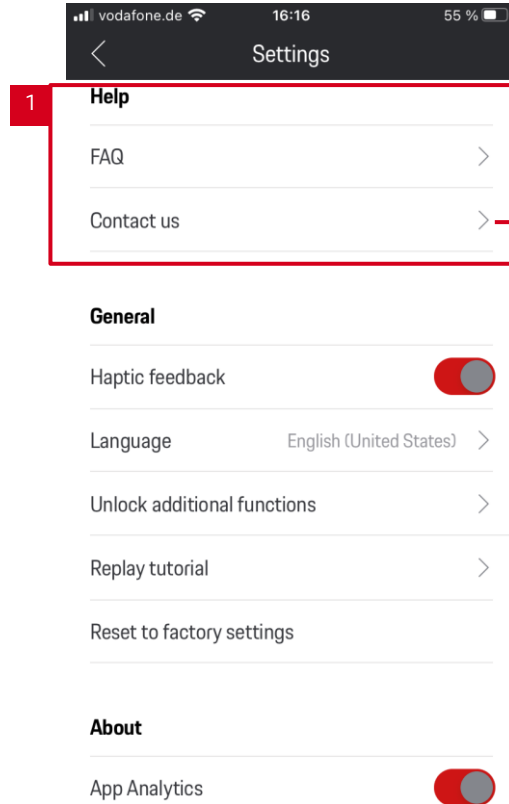 vodafone.de 16:16 55 %
Settings
1
Help
FAQ
Contact us
General
Haptic feedback
Language English (United States)
Unlock additional functions
Replay tutorial
Reset to factory settings
About
App Analytics